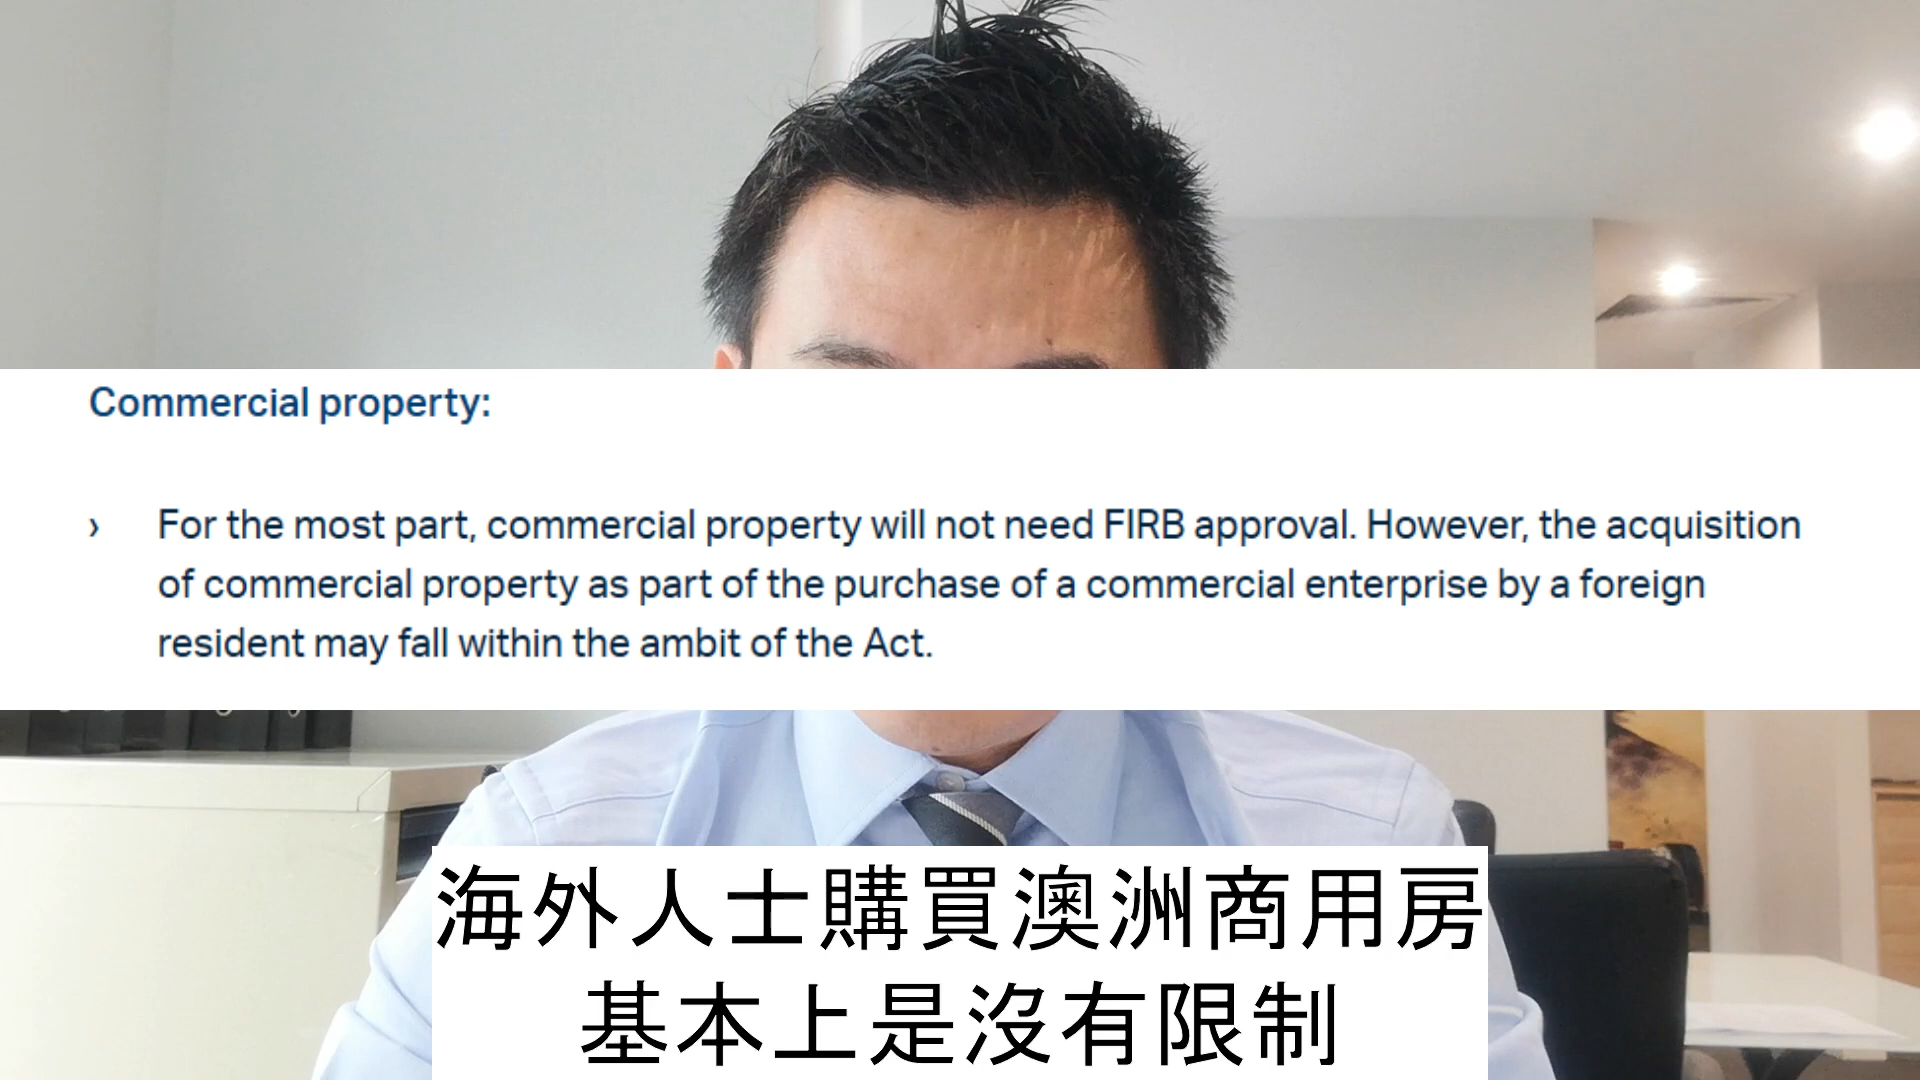 Commercial property:
› For the most part, commercial property will not need FIRB approval. However, the acquisition
of commercial property as part of the purchase of a commercial enterprise by a foreign
resident may fall within the ambit of the Act.
海外人士購買澳洲商用房
基本上是沒有限制